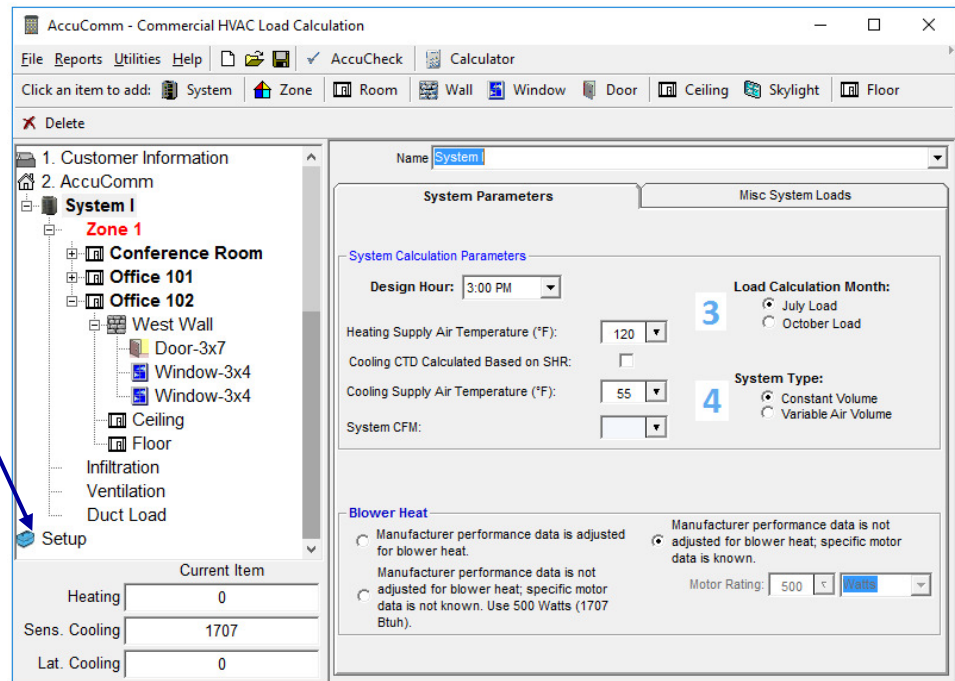 AccuComm - Commercial HVAC Load Calculation
File Reports Utilities Help AccuCheck Calculator
Click an item to add: System Zone Room Wall Window Door Ceiling Skylight Floor
Delete
1. Customer Information
2. AccuComm
System I
Zone 1
Conference Room
Office 101
Office 102
West Wall
Door-3x7
Window-3x4
Window-3x4
Ceiling
Floor
Infiltration
Ventilation
Duct Load
Setup
Current Item
Heating 0
Sens. Cooling 1707
Lat. Cooling 0
Name System I
System Parameters
Misc System Loads
System Calculation Parameters
Design Hour: 3:00 PM
Heating Supply Air Temperature (°F): 120
Cooling CTD Calculated Based on SHR:
Cooling Supply Air Temperature (°F): 55
System CFM:
3
Load Calculation Month:
July Load
October Load
4
System Type:
Constant Volume
Variable Air Volume
Blower Heat
Manufacturer performance data is adjusted
for blower heat.
Manufacturer performance data is not
adjusted for blower heat; specific motor
data is not known. Use 500 Watts (1707
Btuh).
Manufacturer performance data is not
adjusted for blower heat; specific motor
data is known.
Motor Rating: 500 Watts